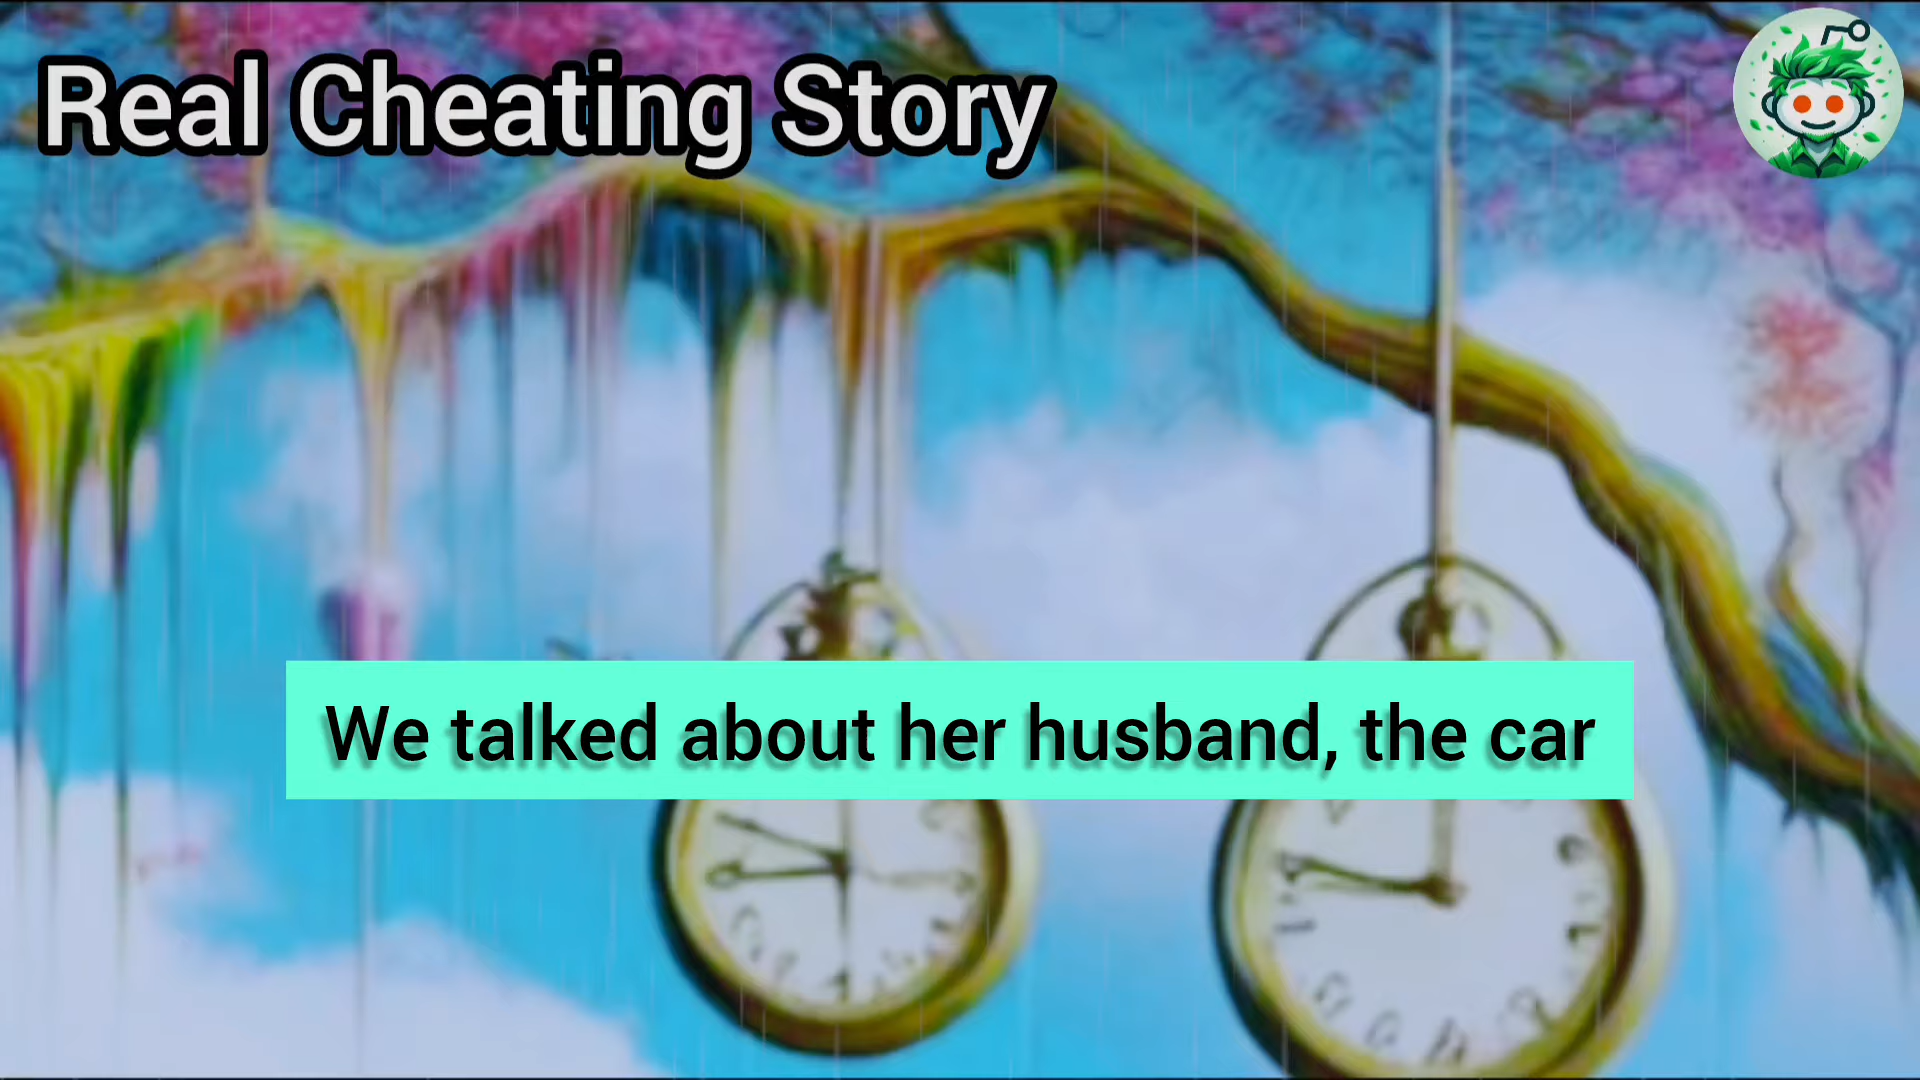 Real Cheating Story
We talked about her husband, the car